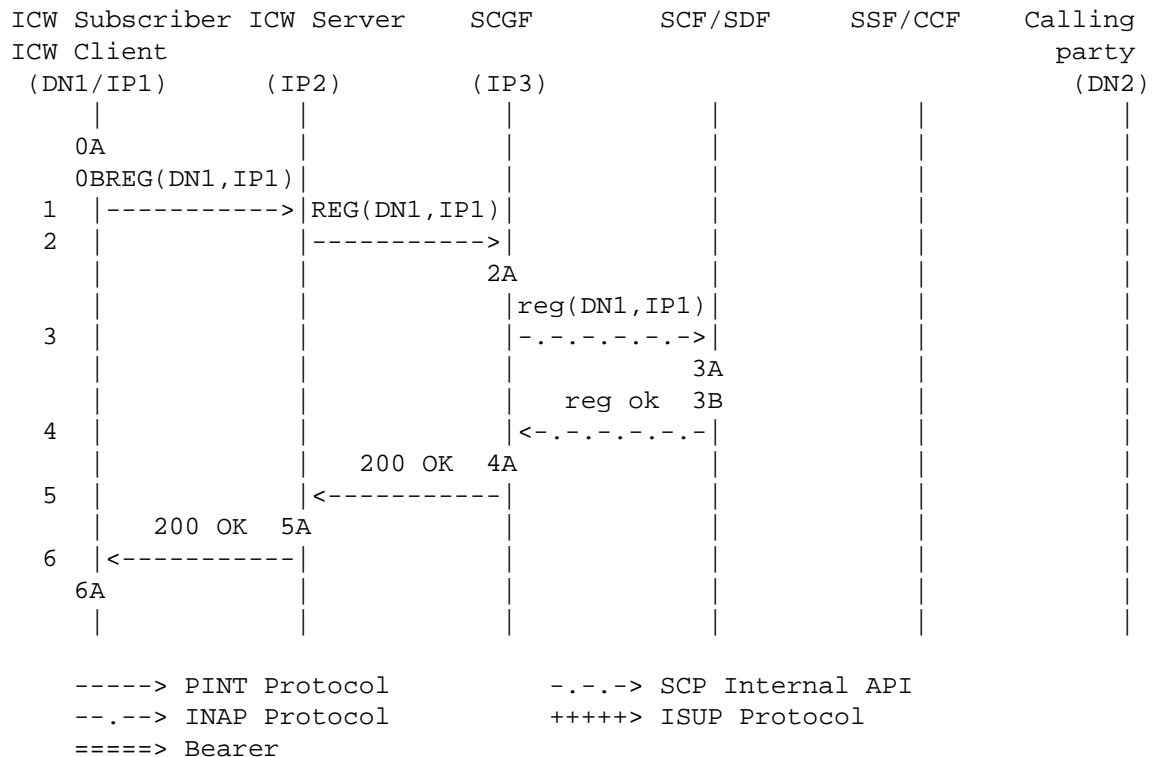 ICW Subscriber ICW Server     SCGF         SCF/SDF      SSF/CCF    Calling
ICW Client                                                           party
 (DN1/IP1)      (IP2)        (IP3)                                    (DN2)
     |            |            |            |            |            |
    0A            |            |            |            |            |
    0BREG(DN1,IP1)|            |            |            |            |
  1  |----------->|REG(DN1,IP1)|            |            |            |
  2  |            |----------->|            |            |            |
     |            |           2A            |            |            |
     |            |            |reg(DN1,IP1)|            |            |
  3  |            |            |-.-.-.-.-.->|            |            |
     |            |            |           3A            |            |
     |            |            |   reg ok  3B            |            |
  4  |            |            |<-.-.-.-.-.-|            |            |
     |            |   200 OK  4A            |            |            |
  5  |            |<-----------|            |            |            |
     |   200 OK  5A            |            |            |            |
  6  |<-----------|            |            |            |            |
    6A            |            |            |            |            |
     |            |            |            |            |            |
    -----> PINT Protocol          -.-.-> SCP Internal API
    --.--> INAP Protocol          +++++> ISUP Protocol
    =====> Bearer